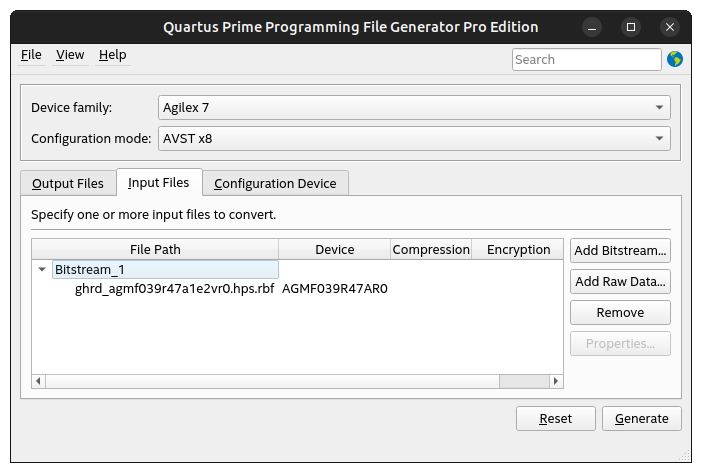 Quartus Prime Programming File Generator Pro Edition
File View Help
Search
Device family: Agilex 7
Configuration mode: AVST x8
Output Files Input Files Configuration Device
Specify one or more input files to convert.
File Path Device Compression Encryption
Add Bitstream...
Bitstream_1
Add Raw Data...
ghrd_agmf039r47a1e2vr0.hps.rbf AGMF039R47AR0
Remove
Properties...
Reset Generate